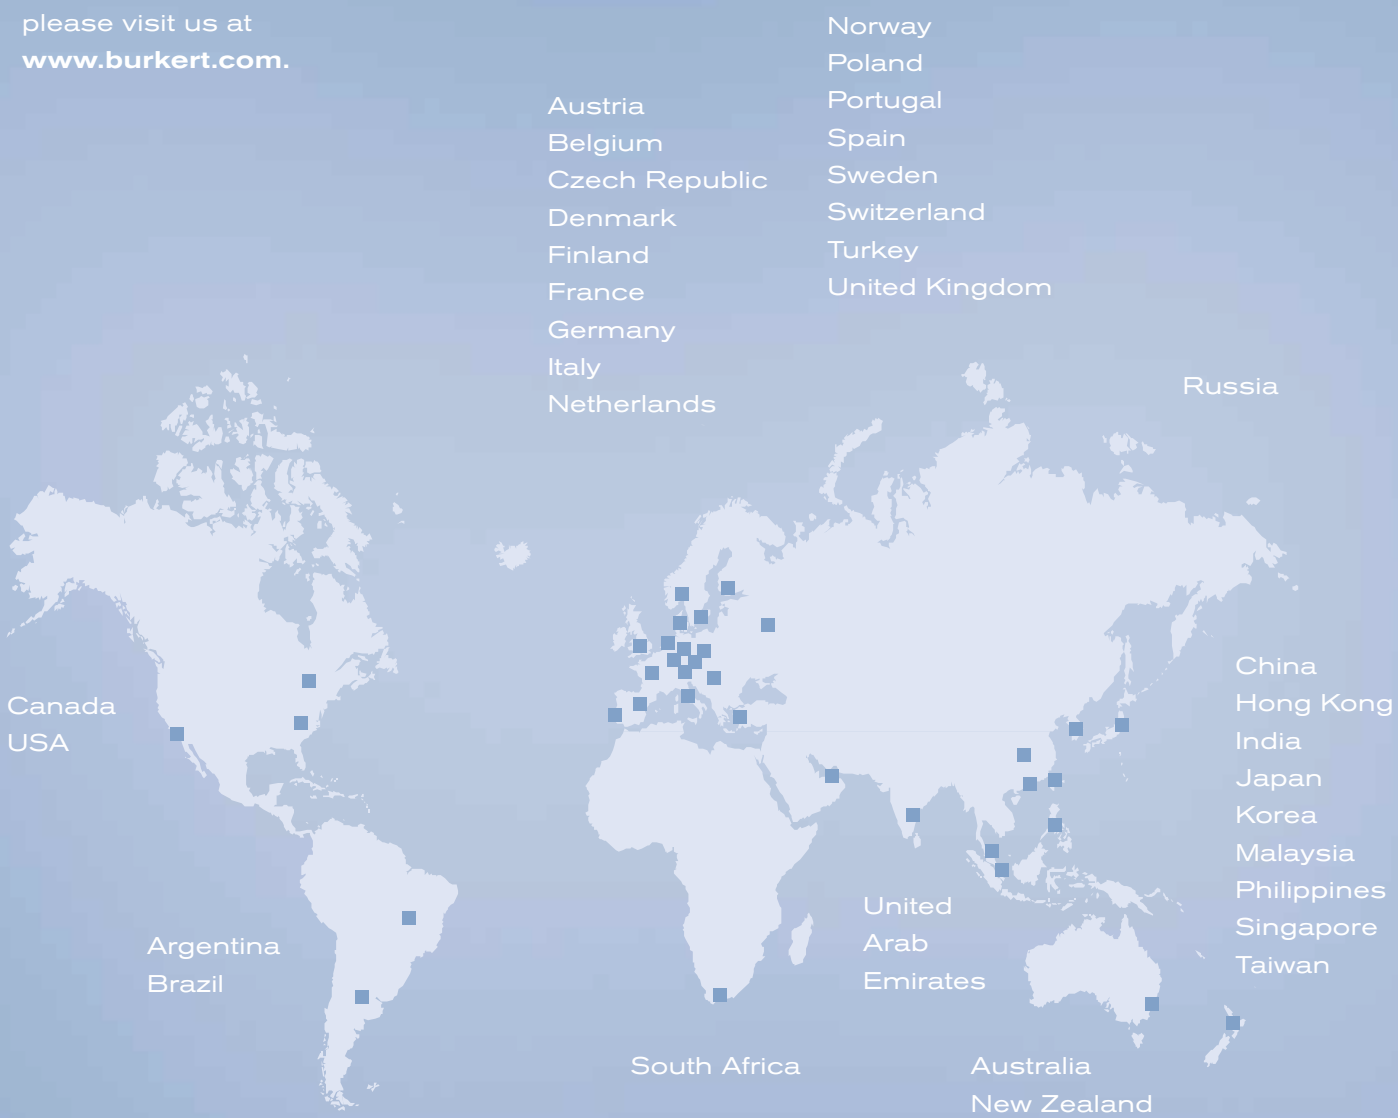 please visit us at
www.burkert.com.
Austria
Belgium
Czech Republic
Denmark
Finland
France
Germany
Italy
Netherlands
Norway
Poland
Portugal
Spain
Sweden
Switzerland
Turkey
United Kingdom
Russia
Canada
USA
China
Hong Kong
India
Japan
Korea
Malaysia
Philippines
Singapore
Taiwan
Argentina
Brazil
United
Arab
Emirates
South Africa
Australia
New Zealand